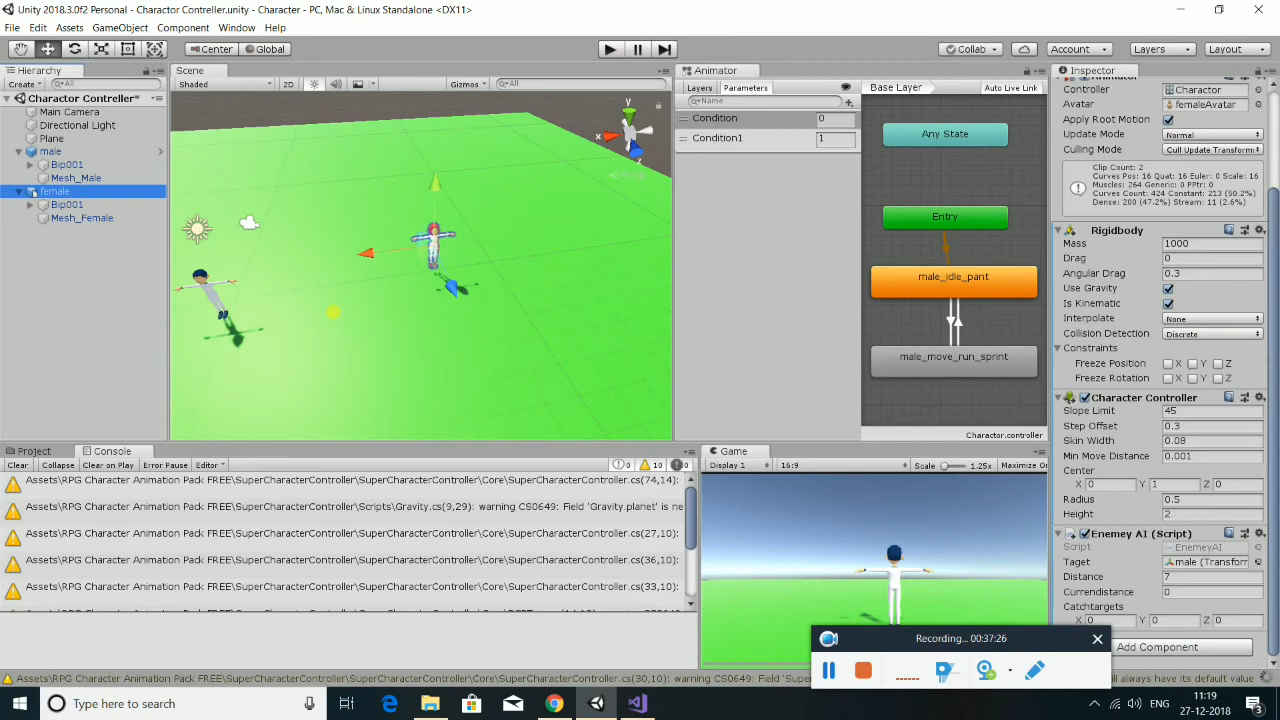 Unity 2018.3.0f2 Personal - Charactor Contreller.unity - Character - PC, Mac & Linux Standalone <DX11>
File Edit Assets GameObject Component Window Help
Center Global Collab Account Layers Layout
Hierarchy
Create All
Charactor Contreller*
Main Camera
Directional Light
Plane
male
Bip001
Mesh_Male
female
Bip001
Mesh_Female
Scene
Shaded 2D Gizmos All
y
x
Persp
Animator
Layers Parameters Base Layer Auto Live Link
Name
Condition 0
Condition1 1
Any State
Entry
male_idle_pant
male_move_run_sprint
Charactor.controller
Inspector
Animator
Controller Charactor
Avatar femaleAvatar
Apply Root Motion
Update Mode Normal
Culling Mode Cull Update Transform
Clip Count: 2
Curves Pos: 16 Quat: 16 Euler: 0 Scale: 16
Muscles: 264 Generic: 0 PPtr: 0
Curves Count: 424 Constant: 213 (50.2%)
Dense: 200 (47.2%) Stream: 11 (2.6%)
Rigidbody
Mass 1000
Drag 0
Angular Drag 0.3
Use Gravity
Is Kinematic
Interpolate None
Collision Detection Discrete
Constraints
Freeze Position X Y Z
Freeze Rotation X Y Z
Character Controller
Slope Limit 45
Step Offset 0.3
Skin Width 0.08
Min Move Distance 0.001
Center
X 0 Y 1 Z 0
Radius 0.5
Height 2
Enemey AI (Script)
Script EnemeyAI
Taget male (Transform
Distance 7
Currendistance 0
Catchtargets
X 0 Y 0 Z 0
Add Component
Project Console
Clear Collapse Clear on Play Error Pause Editor 0 10 0
Assets\RPG Character Animation Pack FREE\SuperCharacterController\SuperCharacterController\Core\SuperCharacterController.cs(74,14):
Assets\RPG Character Animation Pack FREE\SuperCharacterController\Scripts\Gravity.cs(9,29): warning CS0649: Field 'Gravity.planet' is ne
Assets\RPG Character Animation Pack FREE\SuperCharacterController\SuperCharacterController\Core\SuperCharacterController.cs(27,10):
Assets\RPG Character Animation Pack FREE\SuperCharacterController\SuperCharacterController\Core\SuperCharacterController.cs(36,10):
Assets\RPG Character Animation Pack FREE\SuperCharacterController\SuperCharacterController\Core\SuperCharacterController.cs(33,10):
Game
Display 1 16:9 Scale 1.25x Maximize On
Recording... 00:37:26
Assets\RPG Character Animation Pack FREE\SuperCharacterController\SuperCharacterController\Core\SuperCharacterController.cs(30,10): warning CS0649: Field 'Super
ll always have its default value
Type here to search
ENG
11:19
27-12-2018
3